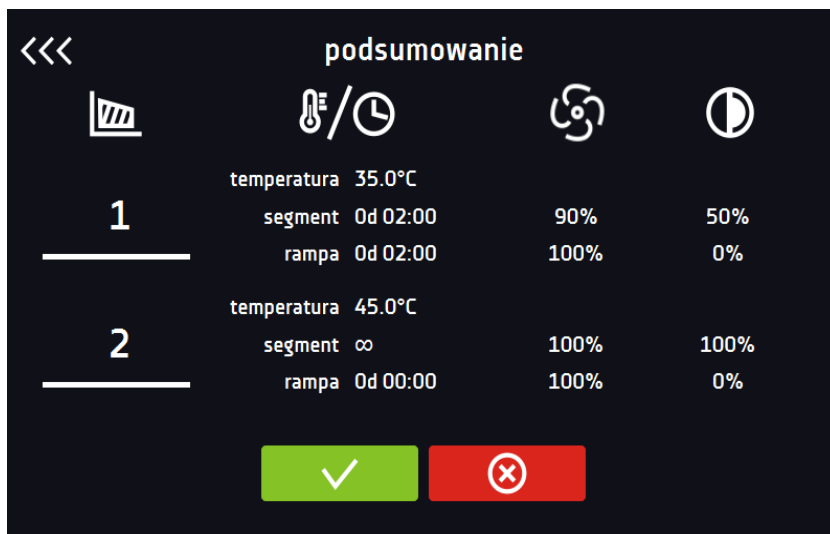 podsumowanie
temperatura 35.0°C
1 segment 0d 02:00 90% 50%
rampa 0d 02:00 100% 0%
temperatura 45.0°C
2 segment ∞ 100% 100%
rampa 0d 00:00 100% 0%